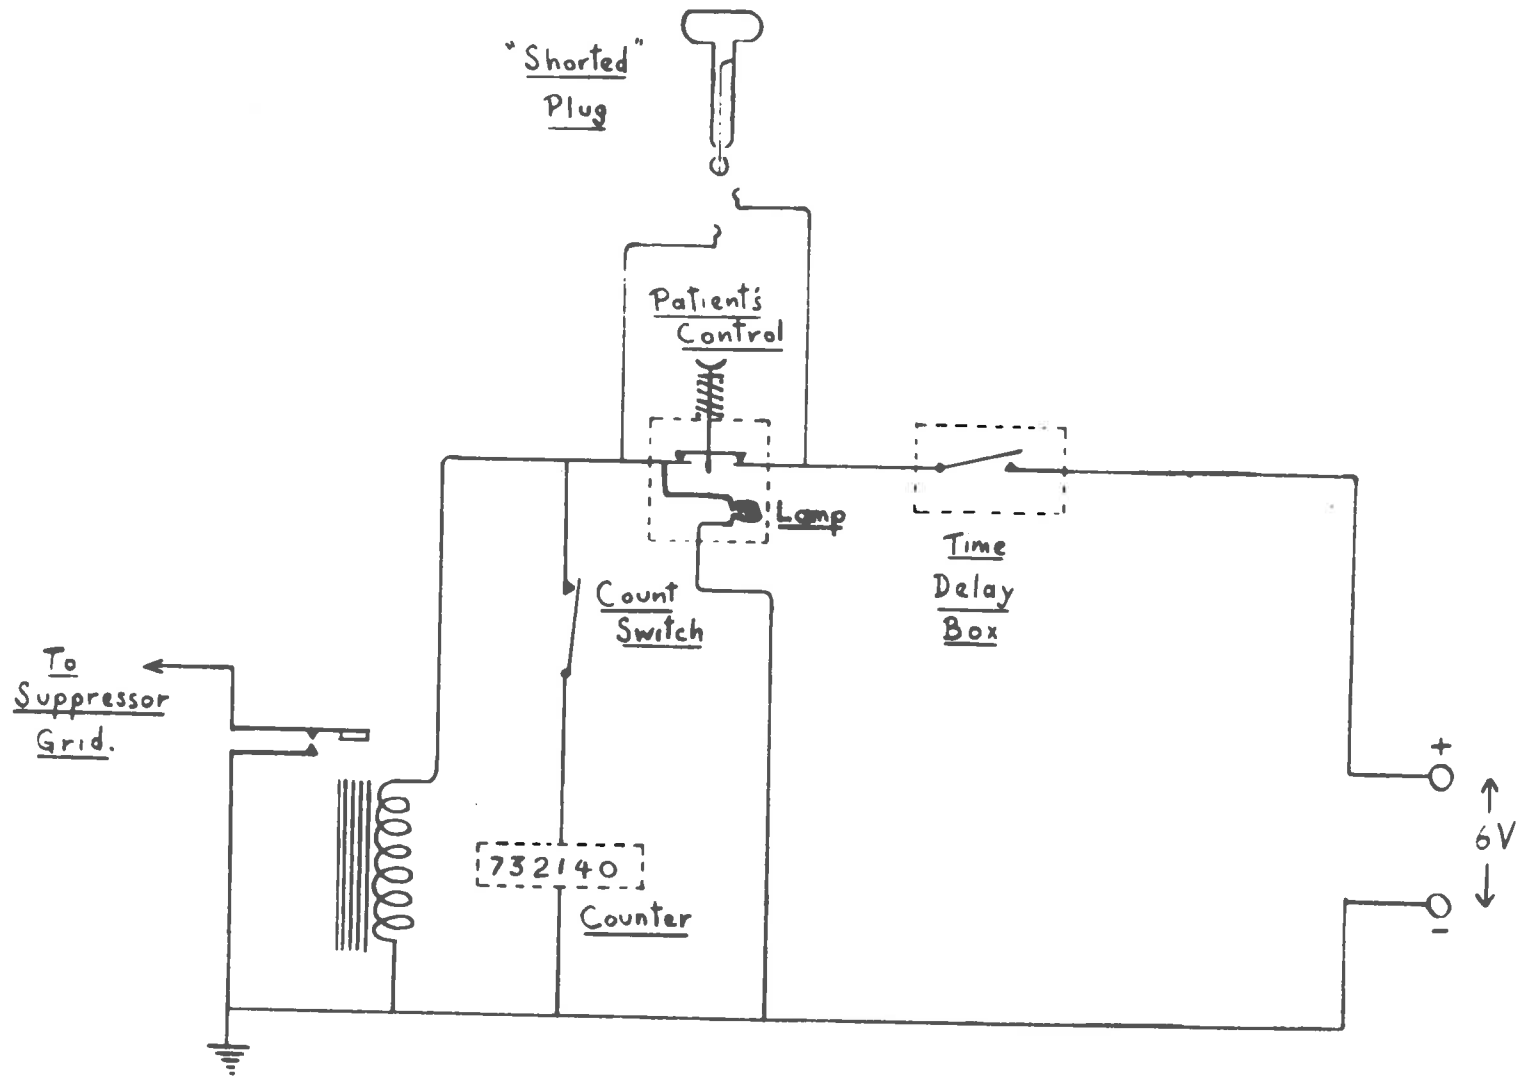 "Shorted"
Plug
Patient's
Control
Lamp
Time
Delay
Box
Count
Switch
To
Suppressor
Grid.
732140
Counter
+
6V
-